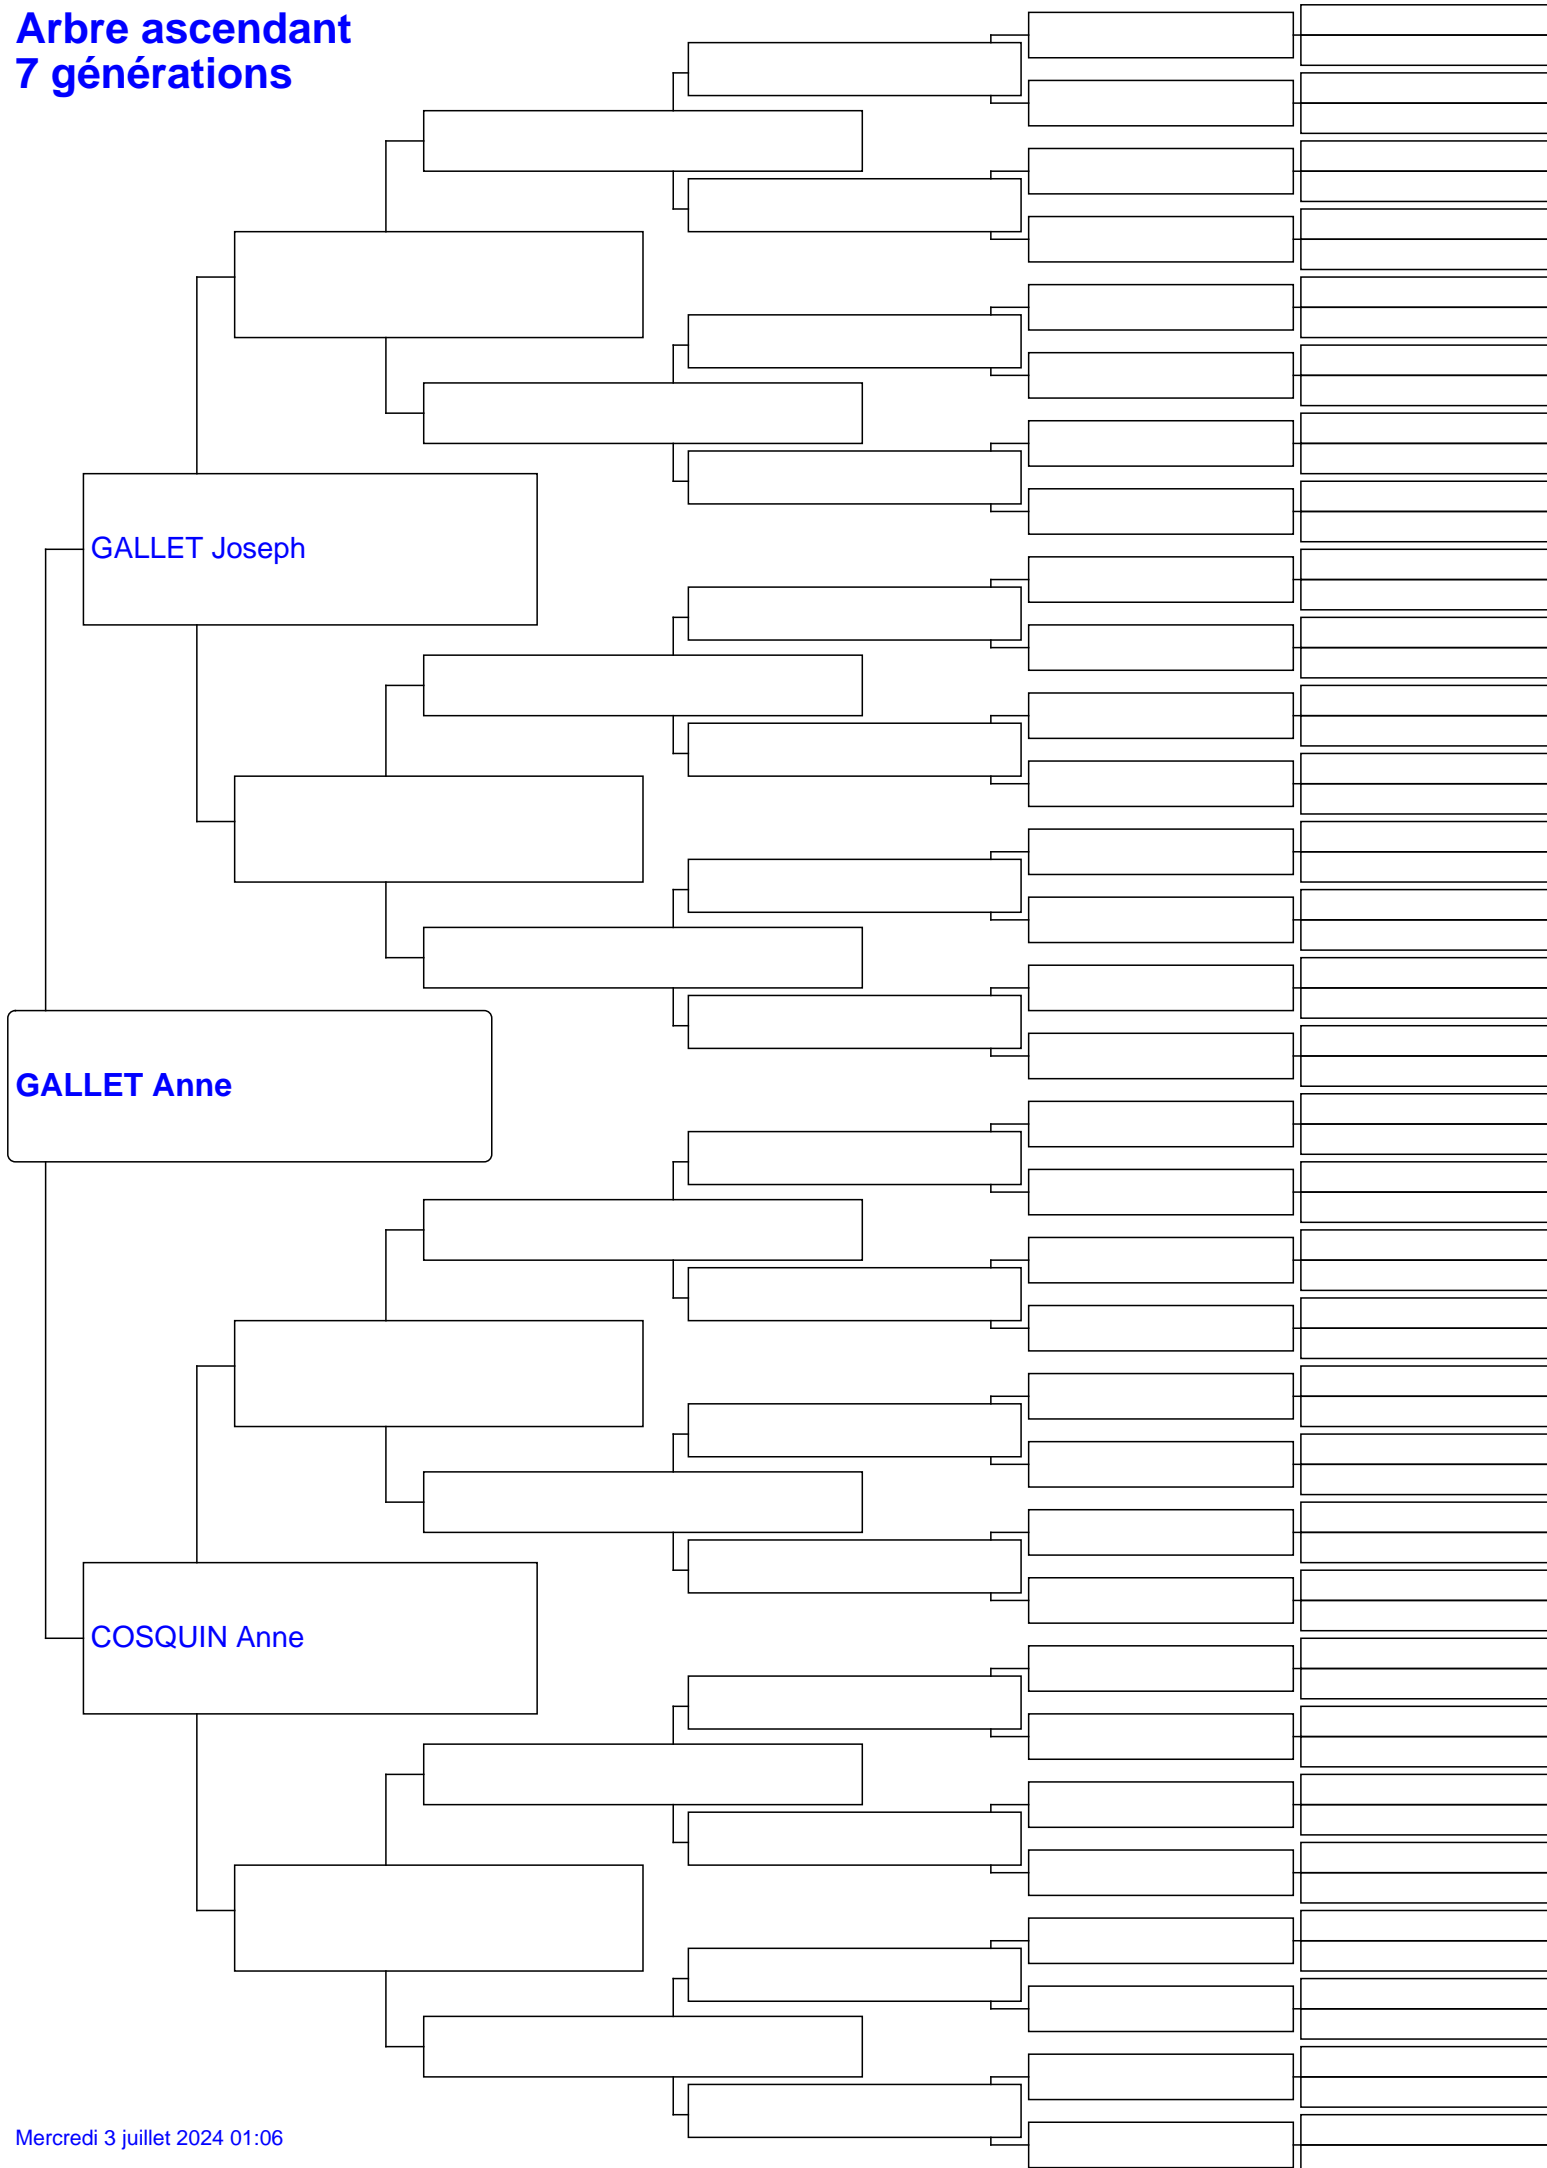 Arbre ascendant
7 générations
GALLET Joseph
GALLET Anne
COSQUIN Anne
Mercredi 3 juillet 2024 01:06